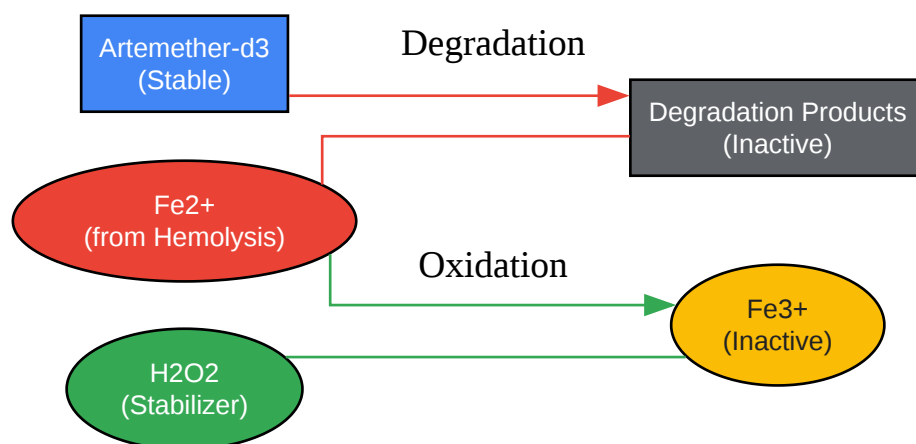 Artemether-d3
(Stable)
Degradation
Degradation Products
(Inactive)
Fe2+
(from Hemolysis)
Oxidation
Fe3+
(Inactive)
H2O2
(Stabilizer)